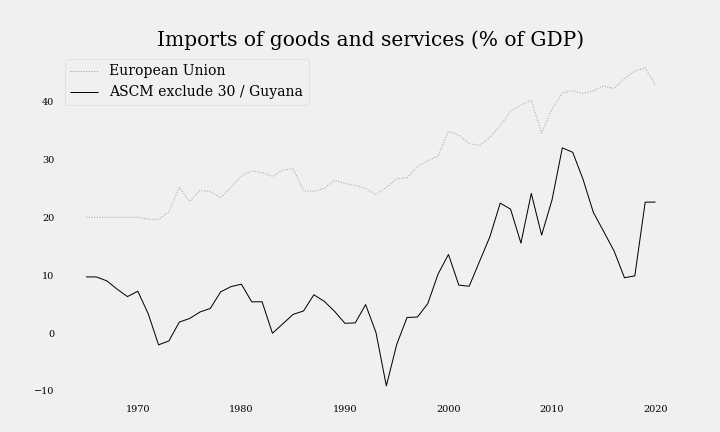 Imports of goods and services (% of GDP)
European Union
ASCM exclude 30 / Guyana
40
30
20
10
0
−10
1970 1980 1990 2000 2010 2020